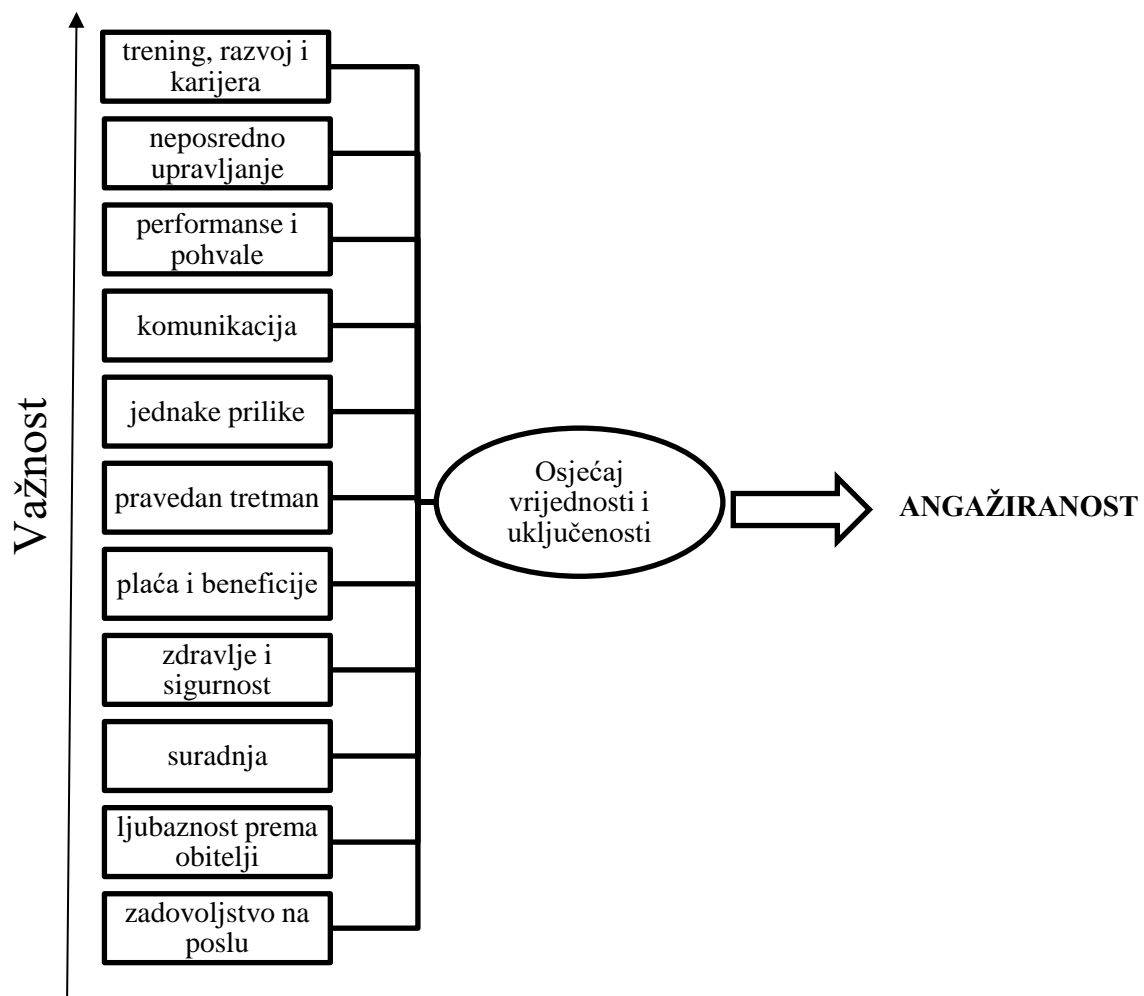 Važnost
trening, razvoj i
karijera
neposredno
upravljanje
performanse i
pohvale
komunikacija
jednake prilike
pravedan tretman
plaća i beneficije
zdravlje i
sigurnost
suradnja
ljubaznost prema
obitelji
zadovoljstvo na
poslu
Osjećaj
vrijednosti i
uključenosti
ANGAŽIRANOST